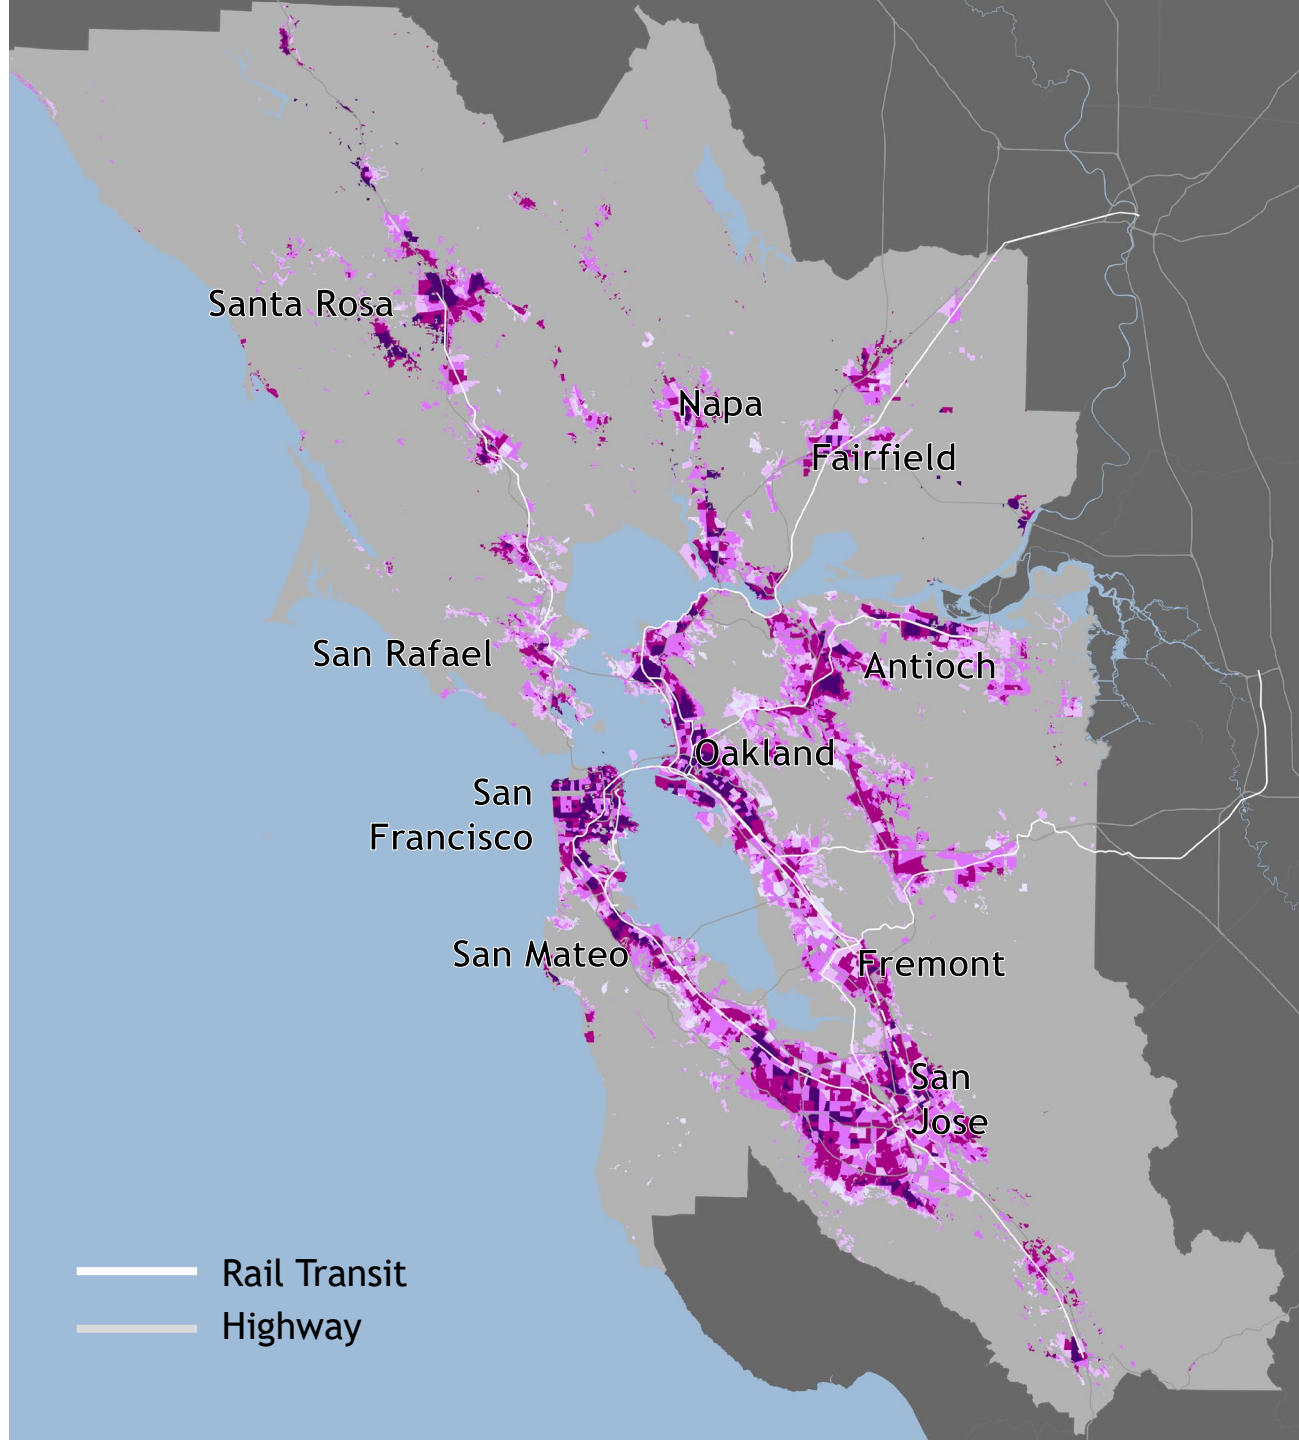 Santa Rosa
Napa
Fairfield
San Rafael
Antioch
Oakland
San
Francisco
San Mateo
Fremont
San
Jose
Rail Transit
Highway